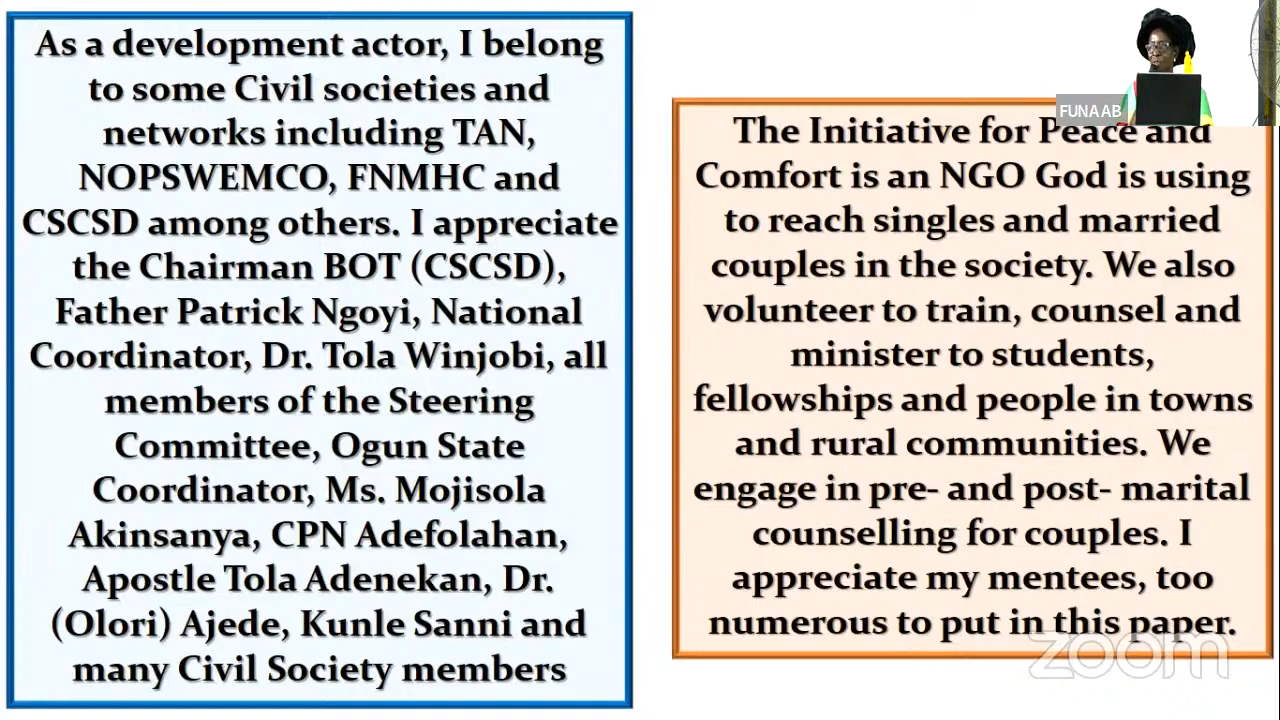 As a development actor, I belong
to some Civil societies and
networks including TAN,
NOPSWEMCO, FNMHC and
CSCSD among others. I appreciate
the Chairman BOT (CSCSD),
Father Patrick Ngoyi, National
Coordinator, Dr. Tola Winjobi, all
members of the Steering
Committee, Ogun State
Coordinator, Ms. Mojisola
Akinsanya, CPN Adefolahan,
Apostle Tola Adenekan, Dr.
(Olori) Ajede, Kunle Sanni and
many Civil Society members
FUNAAB
The Initiative for Peace and
Comfort is an NGO God is using
to reach singles and married
couples in the society. We also
volunteer to train, counsel and
minister to students,
fellowships and people in towns
and rural communities. We
engage in pre- and post- marital
counselling for couples. I
appreciate my mentees, too
numerous to put in this paper.
zoom